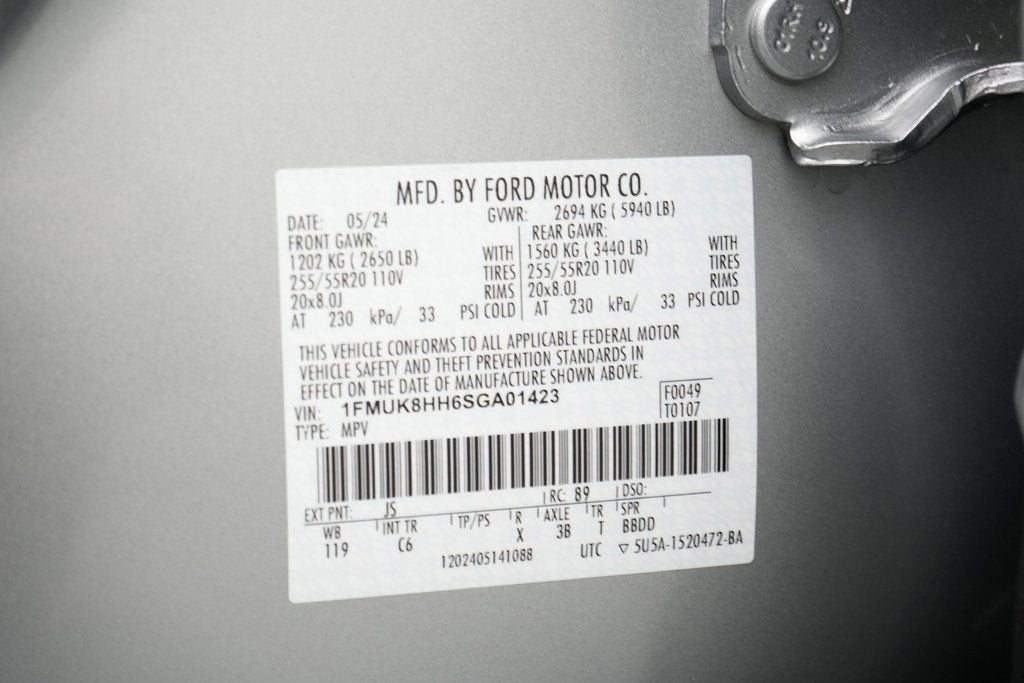 MFD. BY FORD MOTOR CO.
DATE: 05/24 GVWR: 2694 KG ( 5940 LB)
FRONT GAWR: REAR GAWR:
1202 KG ( 2650 LB) WITH 1560 KG ( 3440 LB) WITH
255/55R20 110V TIRES 255/55R20 110V TIRES
20x8.0J RIMS 20x8.0J RIMS
AT 230 kPa/ 33 PSI COLD AT 230 kPa/ 33 PSI COLD
THIS VEHICLE CONFORMS TO ALL APPLICABLE FEDERAL MOTOR
VEHICLE SAFETY AND THEFT PREVENTION STANDARDS IN
EFFECT ON THE DATE OF MANUFACTURE SHOWN ABOVE.
VIN: 1FMUK8HH6SGA01423 F0049
TYPE: MPV T0107
EXT PNT: JS RC: 89 DSO:
WB INT TR TP/PS R AXLE TR SPR
119 C6 X 3B T BBDD
1202405141088 UTC ▽ 5U5A-1520472-BA
10.9